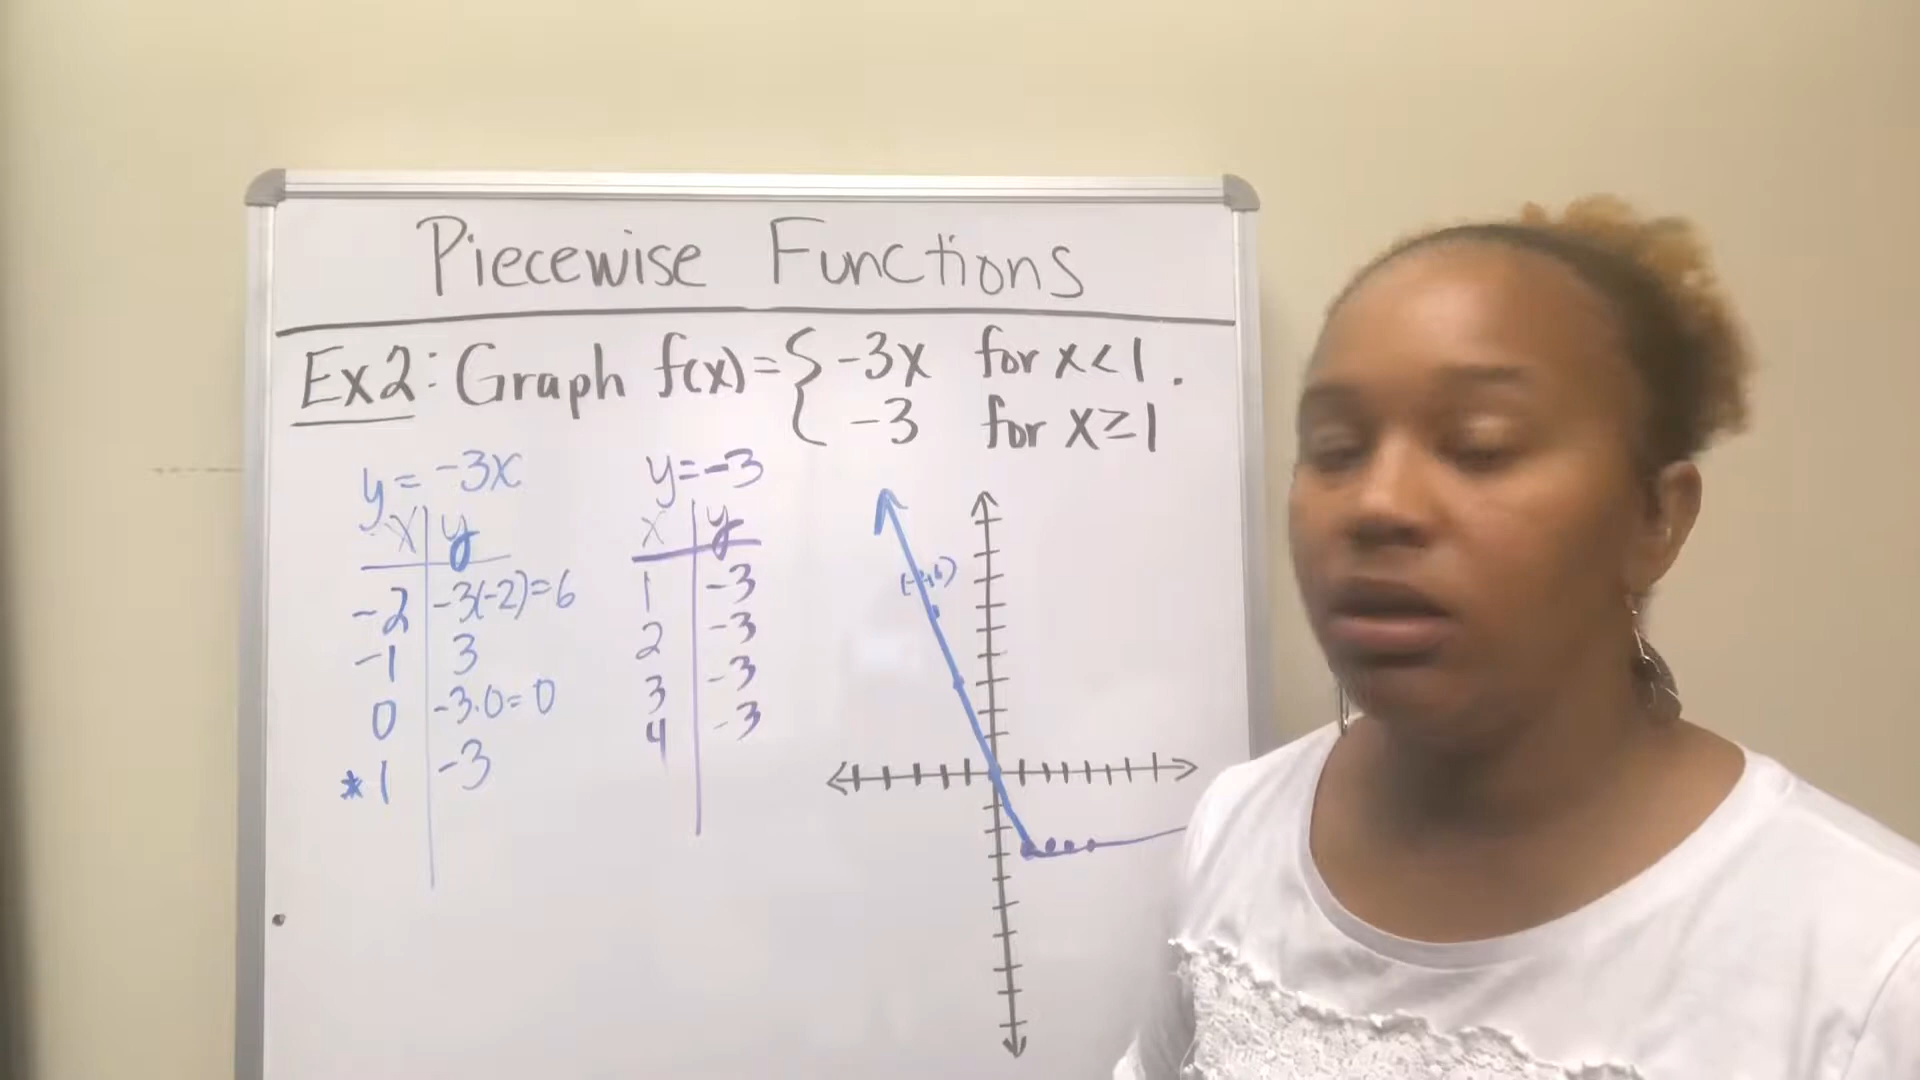 Piecewise Functions
Ex2: Graph f(x) = { -3x for x < 1 .
-3 for x ≥ 1
y = -3x
x | y
-2 | -3(-2)=6
-1 | 3
0 | -3·0=0
*1 | -3
y = -3
x | y
1 | -3
2 | -3
3 | -3
4 | -3